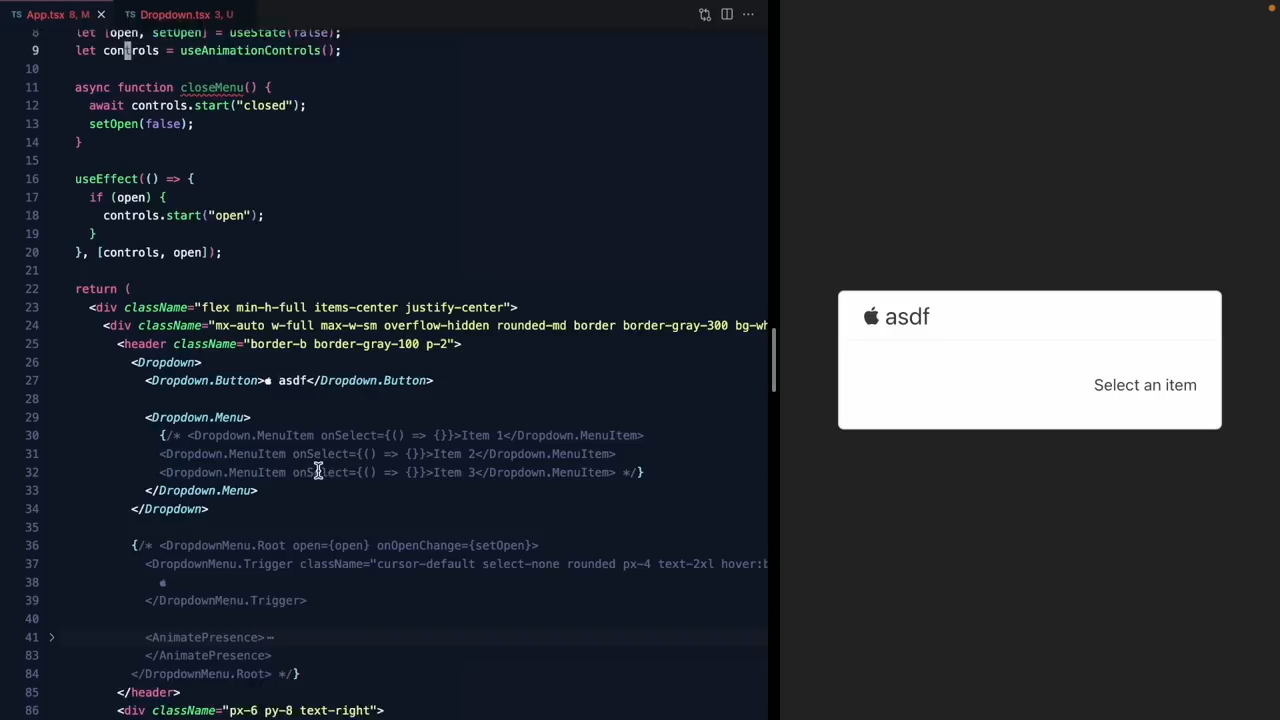 TS App.tsx 8, M
TS Dropdown.tsx 3, U
8 let [open, setOpen] = useState(false);
9 let controls = useAnimationControls();
10
11 async function closeMenu() {
12 await controls.start("closed");
13 setOpen(false);
14 }
15
16 useEffect(() => {
17 if (open) {
18 controls.start("open");
19 }
20 }, [controls, open]);
21
22 return (
23 <div className="flex min-h-full items-center justify-center">
24 <div className="mx-auto w-full max-w-sm overflow-hidden rounded-md border border-gray-300 bg-wh
25 <header className="border-b border-gray-100 p-2">
26 <Dropdown>
27 <Dropdown.Button> asdf</Dropdown.Button>
28
29 <Dropdown.Menu>
30 {/* <Dropdown.MenuItem onSelect={() => {}}>Item 1</Dropdown.MenuItem>
31 <Dropdown.MenuItem onSelect={() => {}}>Item 2</Dropdown.MenuItem>
32 <Dropdown.MenuItem onSelect={() => {}}>Item 3</Dropdown.MenuItem> */}
33 </Dropdown.Menu>
34 </Dropdown>
35
36 {/* <DropdownMenu.Root open={open} onOpenChange={setOpen}>
37 <DropdownMenu.Trigger className="cursor-default select-none rounded px-4 text-2xl hover:b
38 
39 </DropdownMenu.Trigger>
40
41 <AnimatePresence>⋯
83 </AnimatePresence>
84 </DropdownMenu.Root> */}
85 </header>
86 <div className="px-6 py-8 text-right">
 asdf
Select an item